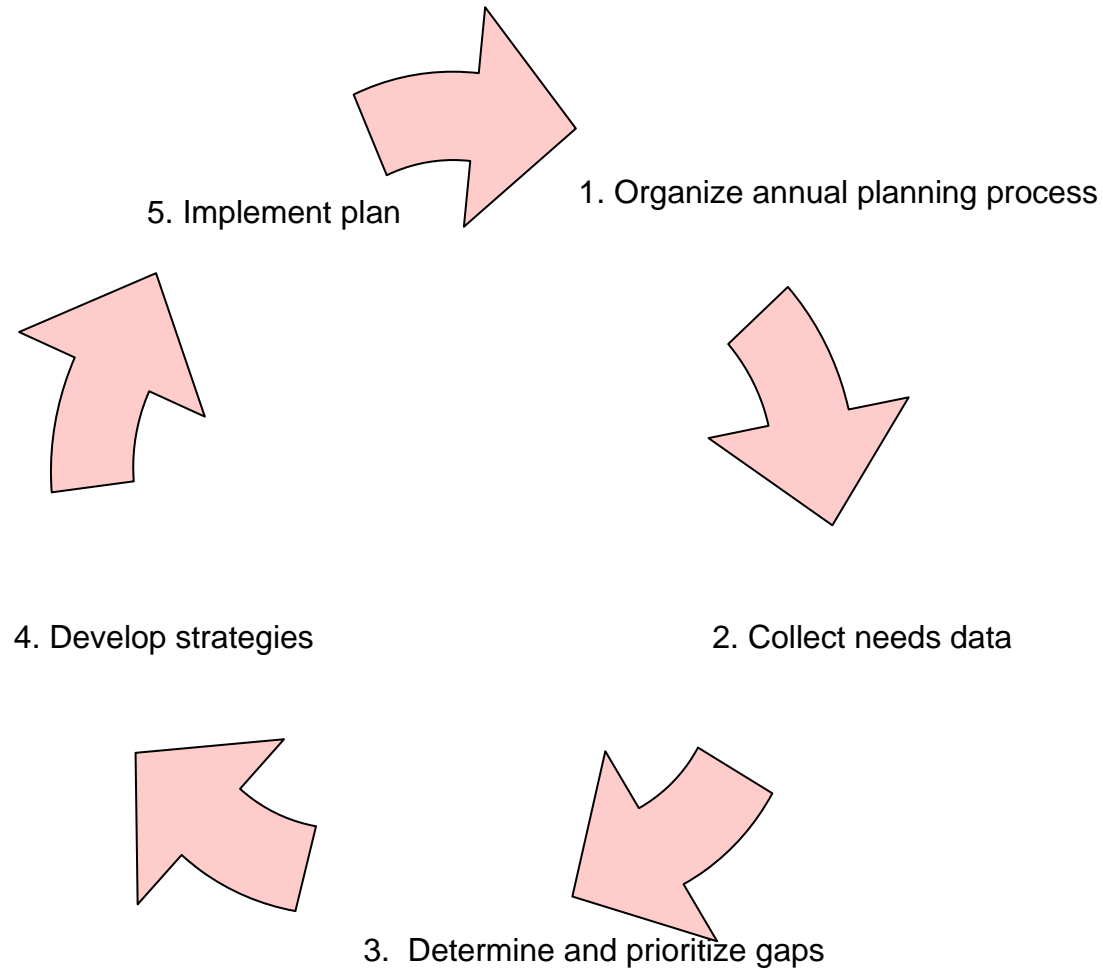 1. Organize annual planning process
2. Collect needs data
3.  Determine and prioritize gaps
4. Develop strategies
5. Implement plan